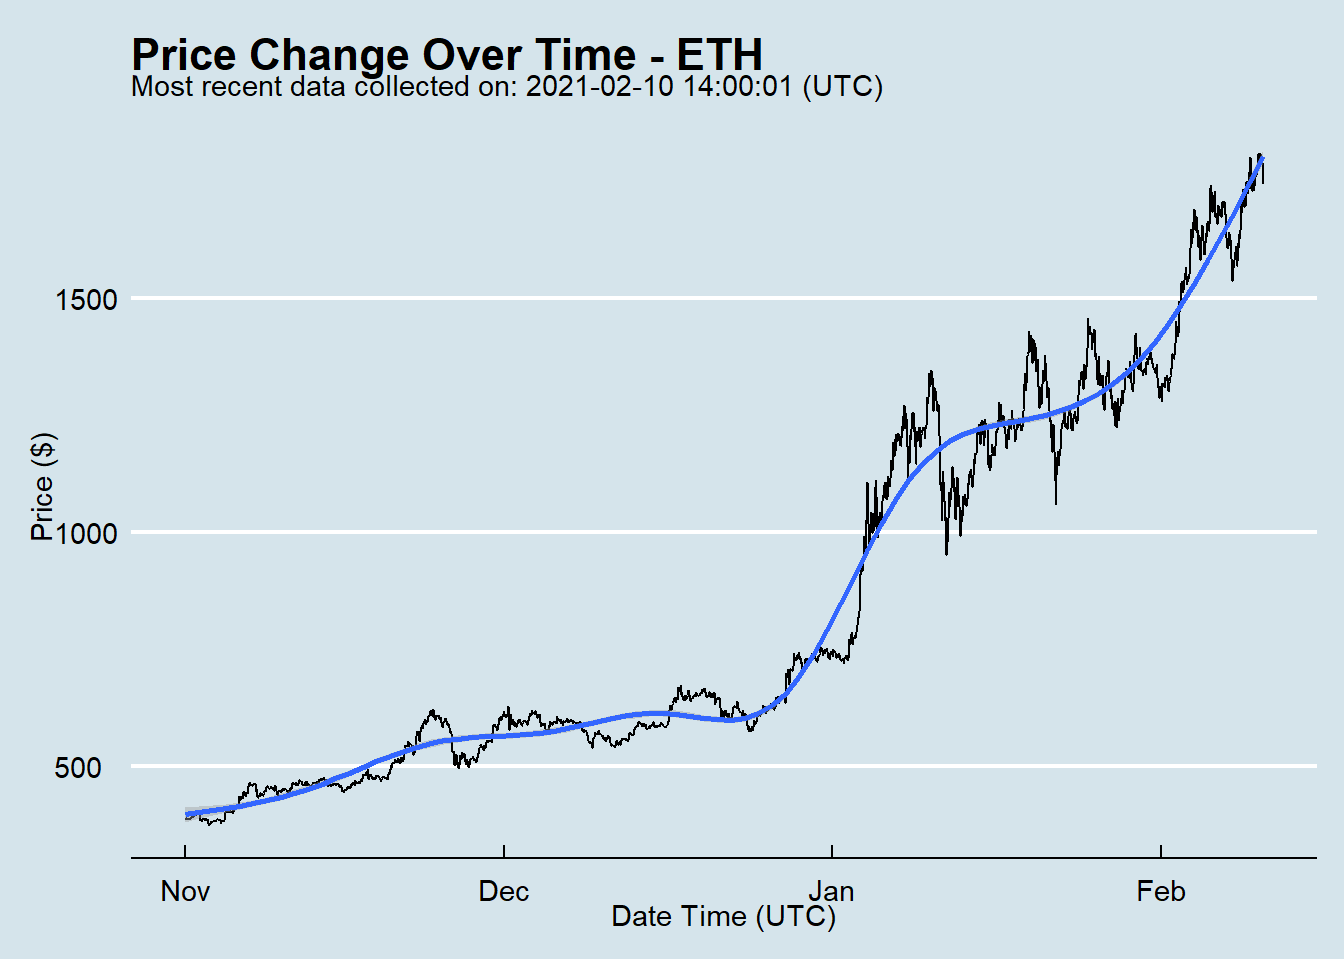 Price Change Over Time - ETH
Most recent data collected on: 2021-02-10 14:00:01 (UTC)
Price ($)
1500
1000
500
Nov Dec Jan Feb
Date Time (UTC)